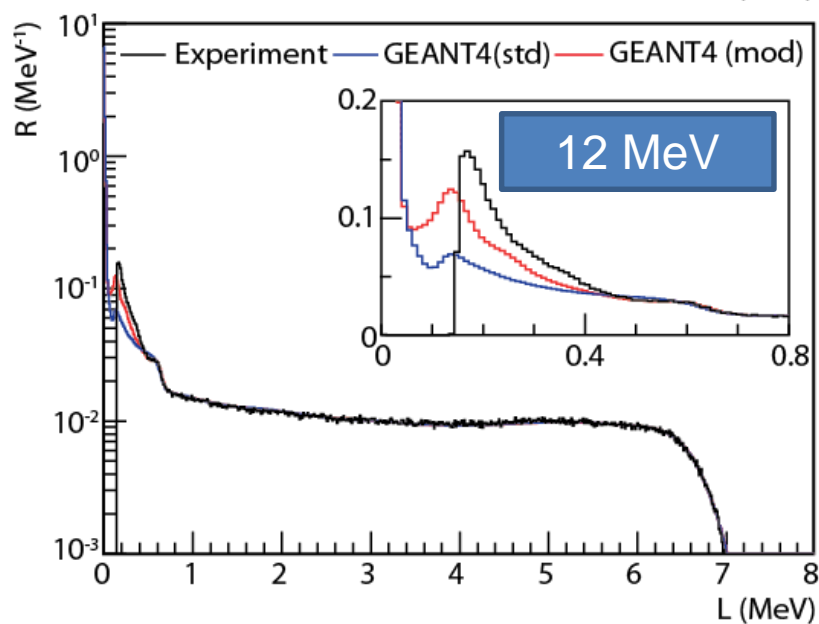 R (MeV⁻¹)
10¹
10⁰
10⁻¹
10⁻²
10⁻³
Experiment GEANT4(std) GEANT4 (mod)
12 MeV
0.2
0.1
0
0 0.4 0.8
0 1 2 3 4 5 6 7 8
L (MeV)